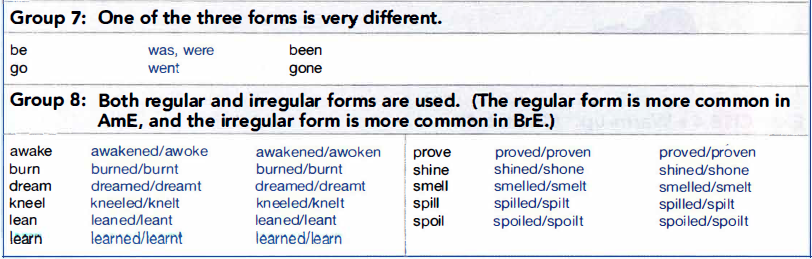 Group 7: One of the three forms is very different.
be was, were been
go went gone
Group 8: Both regular and irregular forms are used. (The regular form is more common in
AmE, and the irregular form is more common in BrE.)
awake awakened/awoke awakened/awoken
burn burned/burnt burned/burnt
dream dreamed/dreamt dreamed/dreamt
kneel kneeled/knelt kneeled/knelt
lean leaned/leant leaned/leant
learn learned/learnt learned/learn
prove proved/proven proved/proven
shine shined/shone shined/shone
smell smelled/smelt smelled/smelt
spill spilled/spilt spilled/spilt
spoil spoiled/spoilt spoiled/spoilt